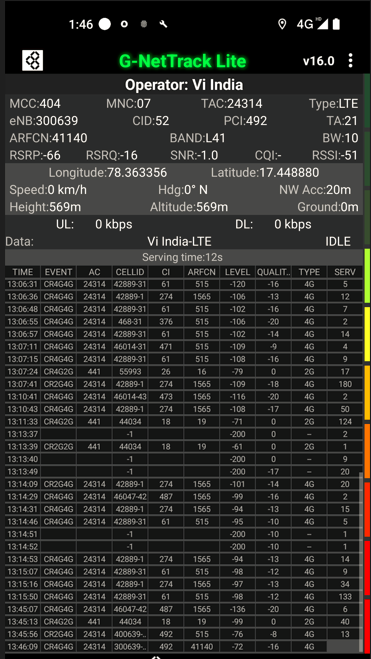 1:46 4G
G-NetTrack Lite v16.0
Operator: Vi India
MCC:404 MNC:07 TAC:24314 Type:LTE
eNB:300639 CID:52 PCI:492 TA:21
ARFCN:41140 BAND:L41 BW:10
RSRP:-66 RSRQ:-16 SNR:-1.0 CQI:- RSSI:-51
Longitude:78.363356 Latitude:17.448880
Speed:0 km/h Hdg:0° N NW Acc:20m
Height:569m Altitude:569m Ground:0m
UL: 0 kbps DL: 0 kbps
Data: Vi India-LTE IDLE
Serving time:12s
TIME EVENT AC CELLID CI ARFCN LEVEL QUALIT.. TYPE SERV
13:06:31 CR4G4G 24314 42889-31 61 515 -120 -16 4G 5
13:06:36 CR4G4G 24314 42889-1 274 1565 -106 -13 4G 12
13:06:48 CR4G4G 24314 42889-31 61 515 -102 -16 4G 7
13:06:55 CR4G4G 24314 468-31 376 515 -106 -20 4G 2
13:06:57 CR4G4G 24314 42889-31 61 515 -102 -14 4G 14
13:07:11 CR4G4G 24314 46014-31 471 515 -109 -9 4G 4
13:07:15 CR4G4G 24314 42889-31 61 515 -108 -16 4G 9
13:07:24 CR4G2G 441 55993 26 16 -79 0 2G 17
13:07:41 CR2G4G 24314 42889-1 274 1565 -109 -18 4G 180
13:10:41 CR4G4G 24314 46014-43 473 1565 -116 -20 4G 2
13:10:43 CR4G4G 24314 42889-1 274 1565 -108 -17 4G 50
13:11:33 CR4G2G 441 44034 18 19 -71 0 2G 124
13:13:37 -1 -200 0 – 2
13:13:39 CR2G2G 441 44034 18 19 -61 0 2G 1
13:13:40 -1 -200 0 – 9
13:13:49 -1 -200 -17 – 20
13:14:09 CR2G4G 24314 42889-1 274 1565 -101 -14 4G 20
13:14:29 CR4G4G 24314 46047-42 487 1565 -99 -16 4G 2
13:14:31 CR4G4G 24314 42889-1 274 1565 -94 -13 4G 15
13:14:46 CR4G4G 24314 42889-31 61 515 -95 -10 4G 5
13:14:51 -1 -200 -10 – 1
13:14:52 -1 -200 -10 – 1
13:14:53 CR4G4G 24314 42889-1 274 1565 -94 -13 4G 14
13:15:07 CR4G4G 24314 42889-31 61 515 -98 -12 4G 9
13:15:16 CR4G4G 24314 42889-1 274 1565 -97 -13 4G 34
13:15:50 CR4G4G 24314 42889-31 61 515 -98 -12 4G 133
13:45:07 CR4G4G 24314 46047-42 487 1565 -136 -20 4G 6
13:45:13 CR4G2G 441 44034 18 19 -99 0 2G 40
13:45:56 CR2G4G 24314 400639-.. 492 515 -76 -8 4G 13
13:46:09 CR4G4G 24314 300639-.. 492 41140 -72 -16 4G